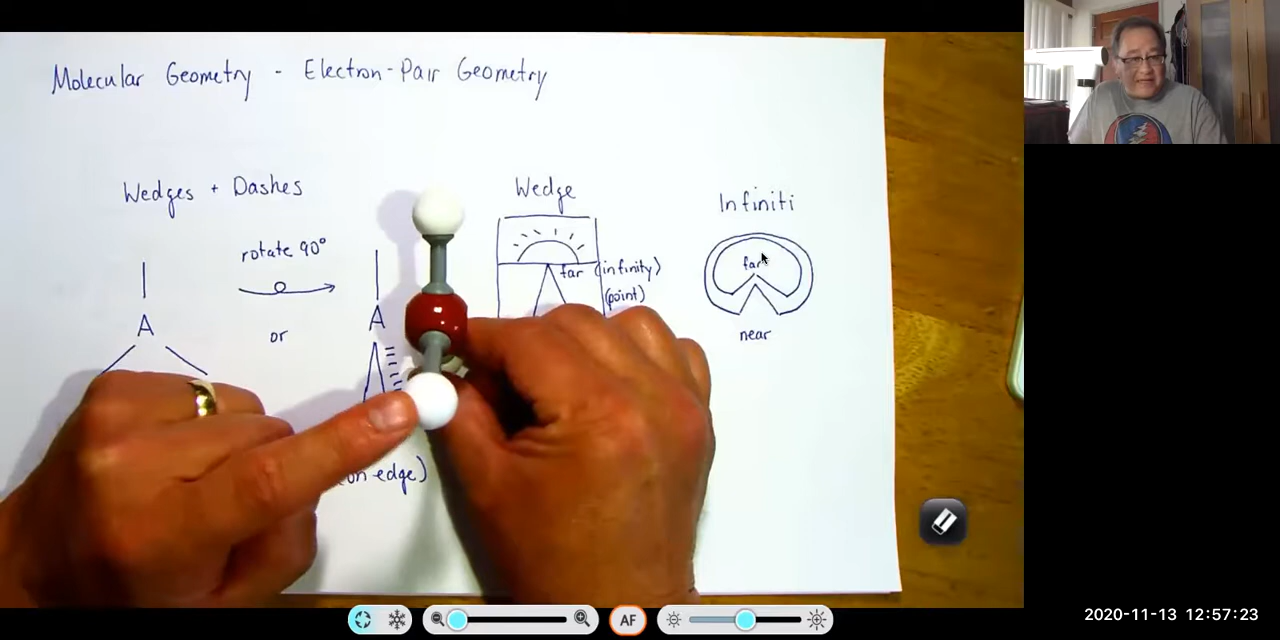 Molecular Geometry - Electron-Pair Geometry
Wedges + Dashes
rotate 90°
or
A
A
(on edge)
Wedge
far (infinity)
(point)
Infiniti
far
near
AF
2020-11-13 12:57:23